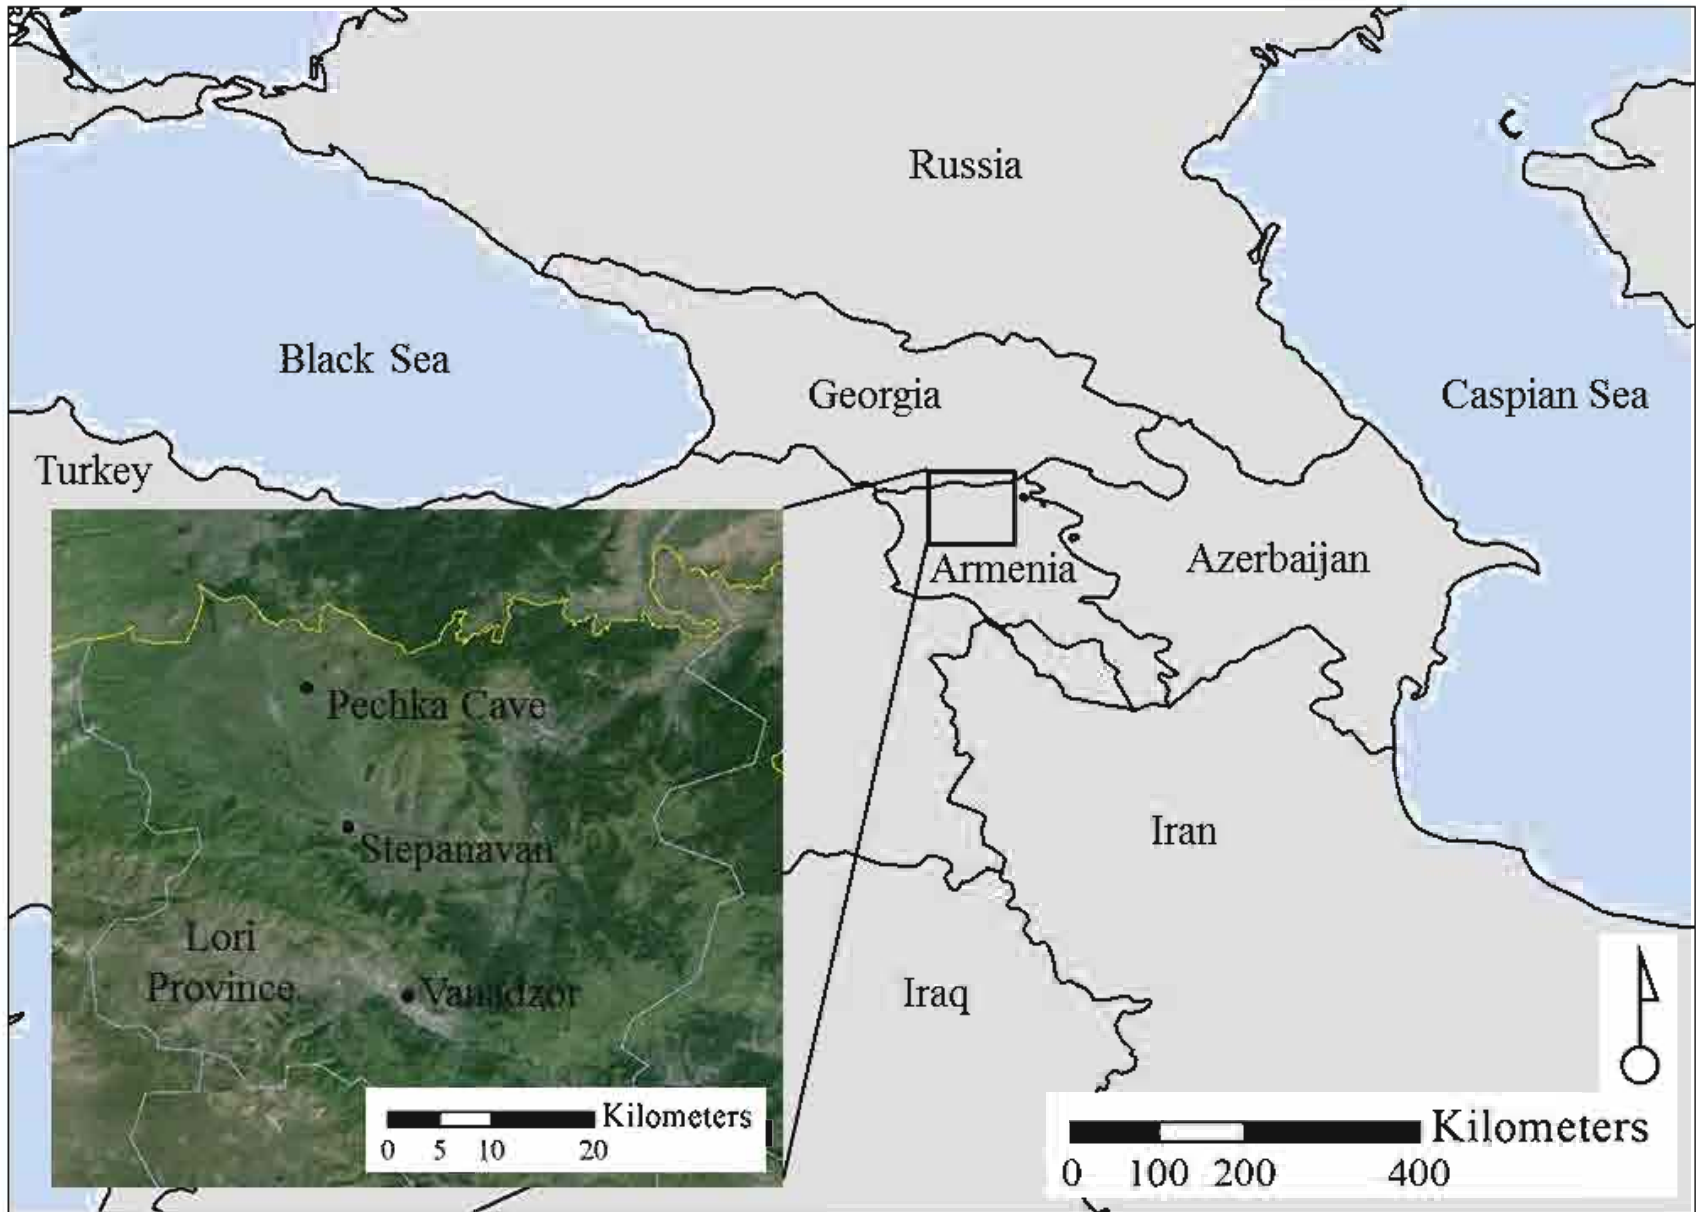 Russia
Black Sea
Georgia
Caspian Sea
Turkey
Armenia
Azerbaijan
Pechka Cave
Stepanavan
Iran
Lori
Province
Vanadzor
Iraq
Kilometers
0 5 10 20
Kilometers
0 100 200 400